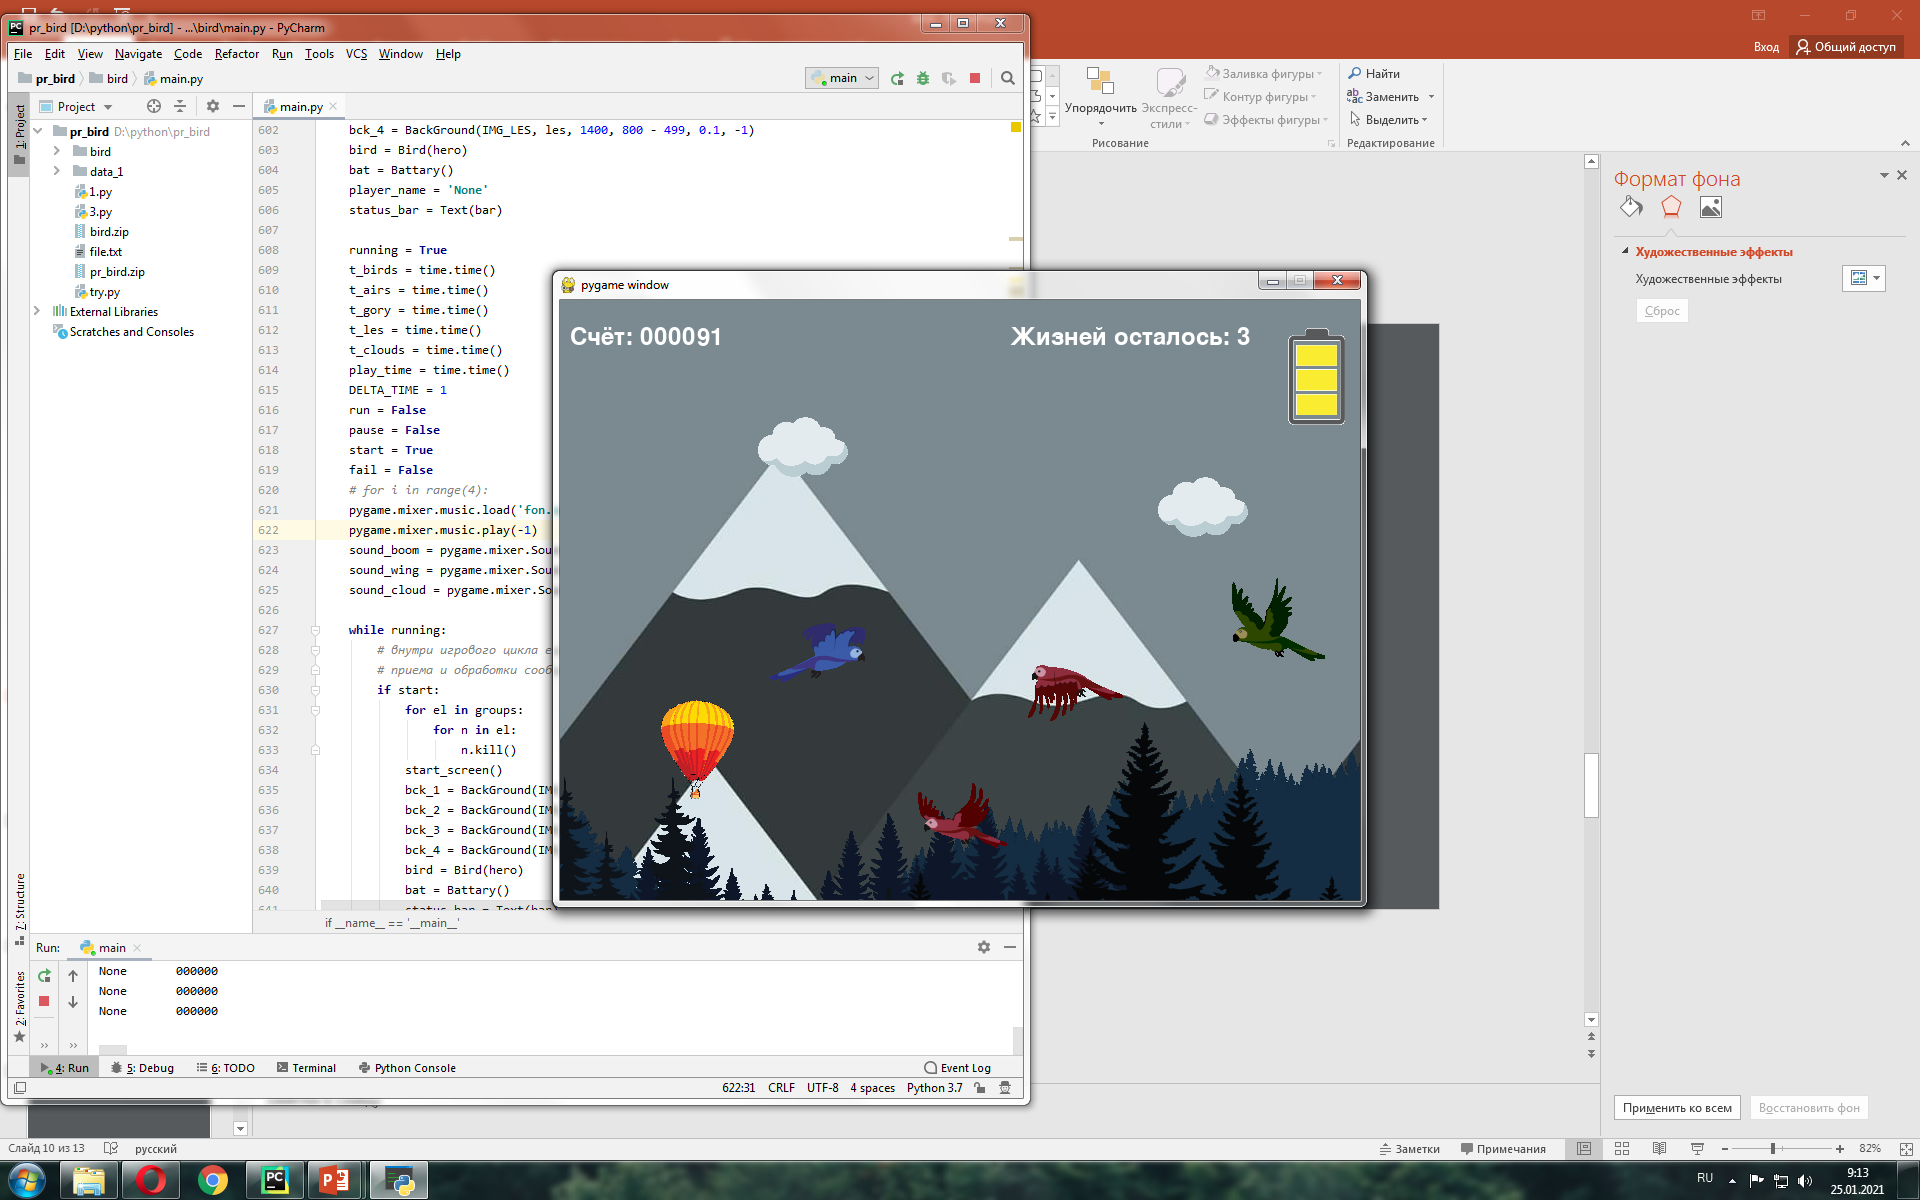 pr_bird [D:\python\pr_bird] - ...\bird\main.py - PyCharm
File Edit View Navigate Code Refactor Run Tools VCS Window Help
pr_bird bird main.py
main
Project
main.py
1: Project
pr_bird D:\python\pr_bird
bird
data_1
1.py
3.py
bird.zip
file.txt
pr_bird.zip
try.py
External Libraries
Scratches and Consoles
7: Structure
2: Favorites
602 bck_4 = BackGround(IMG_LES, les, 1400, 800 - 499, 0.1, -1)
603 bird = Bird(hero)
604 bat = Battary()
605 player_name = 'None'
606 status_bar = Text(bar)
607
608 running = True
609 t_birds = time.time()
610 t_airs = time.time()
611 t_gory = time.time()
612 t_les = time.time()
613 t_clouds = time.time()
614 play_time = time.time()
615 DELTA_TIME = 1
616 run = False
617 pause = False
618 start = True
619 fail = False
620 # for i in range(4):
621 pygame.mixer.music.load('fon.
622 pygame.mixer.music.play(-1)
623 sound_boom = pygame.mixer.Sou
624 sound_wing = pygame.mixer.Sou
625 sound_cloud = pygame.mixer.So
626
627 while running:
628 # внутри игрового цикла е
629 # приема и обработки сооб
630 if start:
631 for el in groups:
632 for n in el:
633 n.kill()
634 start_screen()
635 bck_1 = BackGround(IM
636 bck_2 = BackGround(IM
637 bck_3 = BackGround(IM
638 bck_4 = BackGround(IM
639 bird = Bird(hero)
640 bat = Battary()
641 status_bar = Text(bar)
if __name__ == '__main__'
Run: main
None 000000
None 000000
None 000000
4: Run 5: Debug 6: TODO Terminal Python Console Event Log
622:31 CRLF UTF-8 4 spaces Python 3.7
pygame window
Счёт: 000091
Жизней осталось: 3
Вход Общий доступ
Упорядочить
Экспресс-стили
Заливка фигуры
Контур фигуры
Эффекты фигуры
Рисование
Найти
Заменить
Выделить
Редактирование
Формат фона
Художественные эффекты
Художественные эффекты
Сброс
Применить ко всем Восстановить фон
Слайд 10 из 13 русский
Заметки Примечания 82%
RU
9:13
25.01.2021